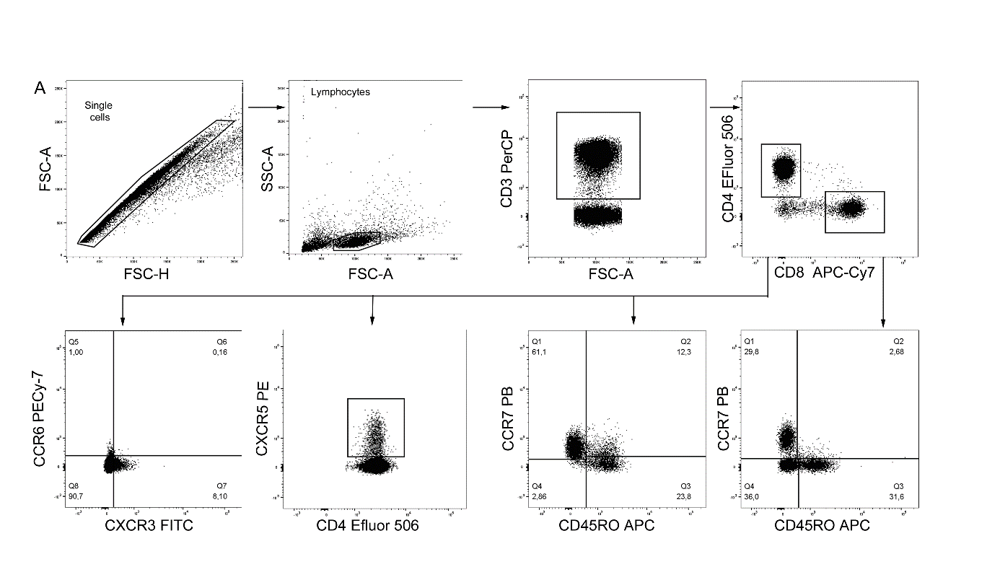 A
Single
cells
FSC-A
FSC-H
Lymphocytes
SSC-A
FSC-A
CD3 PerCP
FSC-A
CD4 EFluor 506
CD8 APC-Cy7
Q5
1,00
Q6
0,16
Q8
90,7
Q7
8,10
CCR6 PECy-7
CXCR3 FITC
CXCR5 PE
CD4 Efluor 506
Q1
61,1
Q2
12,3
Q4
2,86
Q3
23,8
CCR7 PB
CD45RO APC
Q1
29,8
Q2
2,68
Q4
36,0
Q3
31,6
CCR7 PB
CD45RO APC